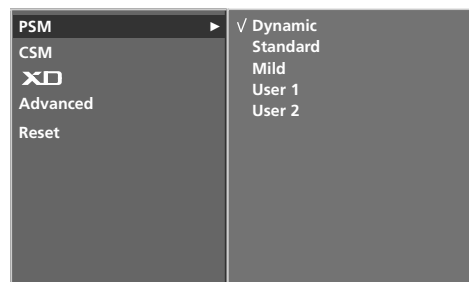 PSM ►
CSM
XD
Advanced
Reset
√ Dynamic
Standard
Mild
User 1
User 2